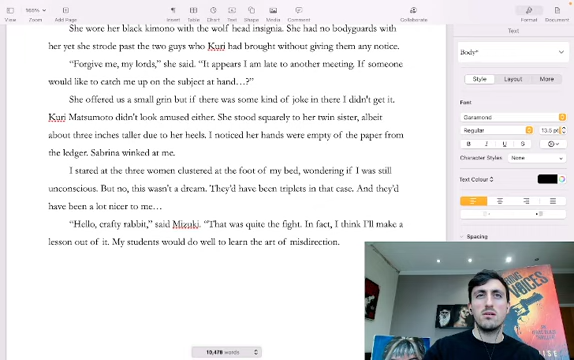 View
Zoom
Add Page
Insert
Table
Chart
Text
Shape
Media
Comment
Collaborate
Format
Document
She wore her black kimono with the wolf head insignia. She had no bodyguards with
her yet she strode past the two guys who Kuri had brought without giving them any notice.
“Forgive me, my lords,” she said. “It appears I am late to another meeting. If someone
would like to catch me up on the subject at hand…?”
She offered us a small grin but if there was some kind of joke in there I didn't get it.
Kuri Matsumoto didn't look amused either. She stood squarely to her twin sister, albeit
about three inches taller due to her heels. I noticed her hands were empty of the paper from
the ledger. Sabrina winked at me.
I stared at the three women clustered at the foot of my bed, wondering if I was still
unconscious. But no, this wasn't a dream. They'd have been triplets in that case. And they'd
have been a lot nicer to me…
“Hello, crafty rabbit,” said Mizuki. “That was quite the fight. In fact, I think I'll make a
lesson out of it. My students would do well to learn the art of misdirection.
10,478 words
Text
Body*
Style
Layout
More
Font
Garamond
Regular
13.5 pt
B
I
U
S
Character Styles
None
Text Colour
Spacing
VOICES